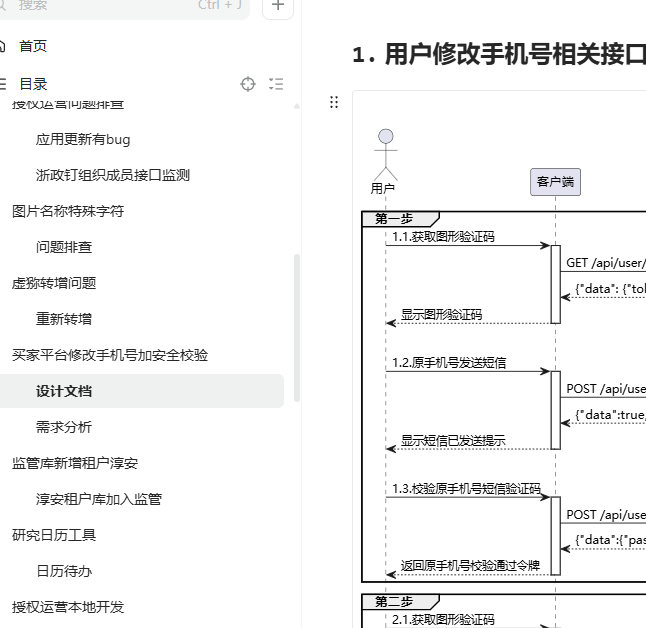 搜索 Ctrl + J
首页
目录
授权运营问题排查
应用更新有bug
浙政钉组织成员接口监测
图片名称特殊字符
问题排查
虚猕转增问题
重新转增
买家平台修改手机号加安全校验
设计文档
需求分析
监管库新增租户淳安
淳安租户库加入监管
研究日历工具
日历待办
授权运营本地开发
1. 用户修改手机号相关接口
用户
客户端
第一步
1.1.获取图形验证码
GET /api/user/
{"data": {"to
显示图形验证码
1.2.原手机号发送短信
POST /api/use
{"data":true,
显示短信已发送提示
1.3.校验原手机号短信验证码
POST /api/use
{"data":{"pas
返回原手机号校验通过令牌
第二步
2.1.获取图形验证码